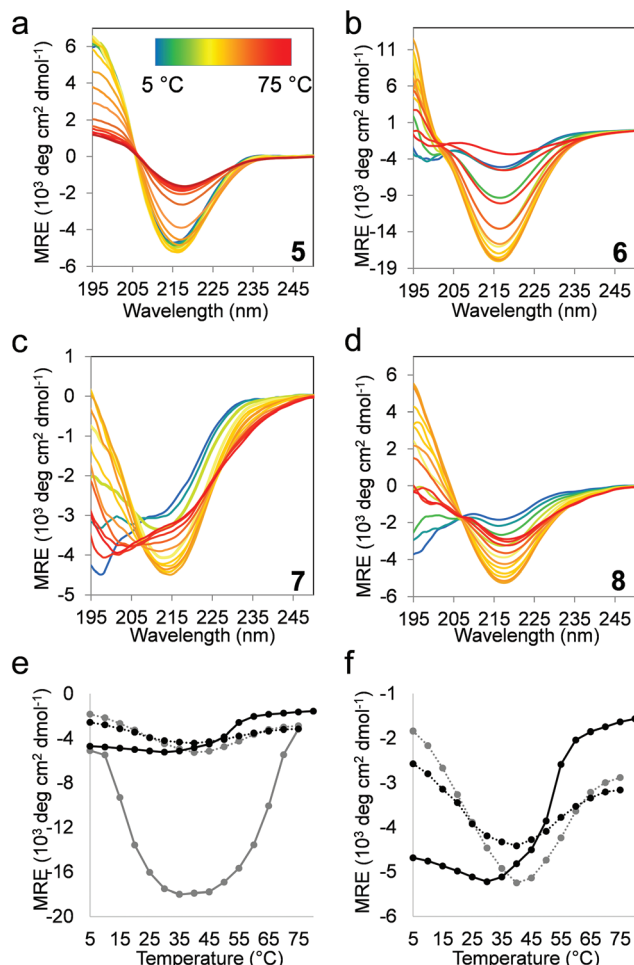 a
6
4
2
0
-2
-4
-6
195 205 215 225 235 245
MRE (10³ deg cm² dmol⁻¹)
Wavelength (nm)
5 °C 75 °C
5
b
11
6
1
-4
-9
-14
-19
195 205 215 225 235 245
MRE (10³ deg cm² dmol⁻¹)
Wavelength (nm)
6
c
1
0
-1
-2
-3
-4
-5
195 205 215 225 235 245
MRE (10³ deg cm² dmol⁻¹)
Wavelength (nm)
7
d
6
4
2
0
-2
-4
-6
195 205 215 225 235 245
MRE (10³ deg cm² dmol⁻¹)
Wavelength (nm)
8
e
0
-4
-8
-12
-16
-20
5 15 25 35 45 55 65 75
MRE (10³ deg cm² dmol⁻¹)
Temperature (°C)
f
-1
-2
-3
-4
-5
-6
5 15 25 35 45 55 65 75
MRE (10³ deg cm² dmol⁻¹)
Temperature (°C)